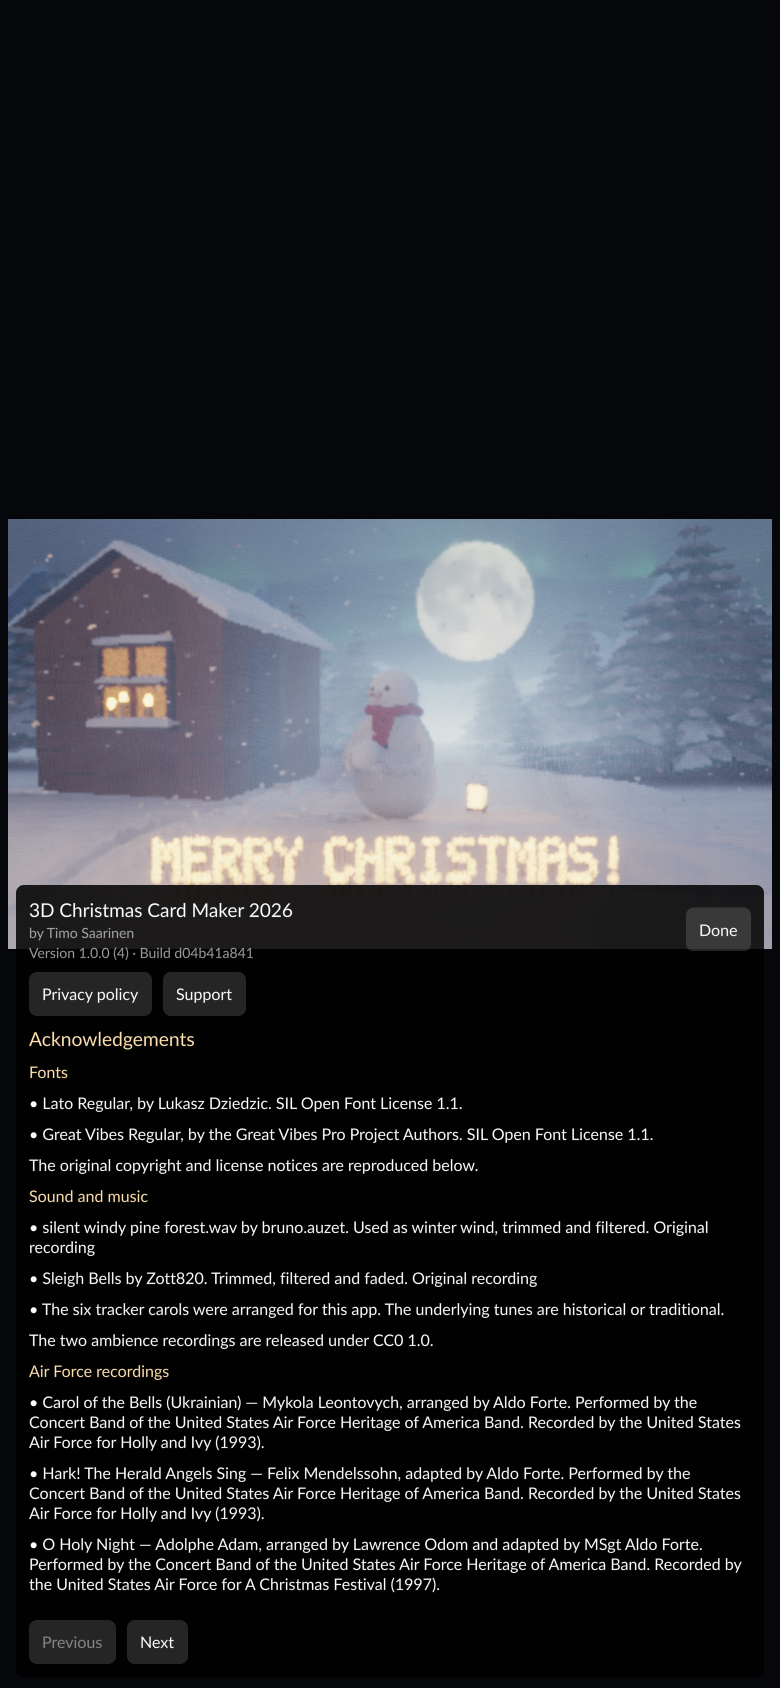 MERRY CHRISTMAS!
3D Christmas Card Maker 2026
by Timo Saarinen
Version 1.0.0 (4) · Build d04b41a841
Done
Privacy policy
Support
Acknowledgements
Fonts
• Lato Regular, by Lukasz Dziedzic. SIL Open Font License 1.1.
• Great Vibes Regular, by the Great Vibes Pro Project Authors. SIL Open Font License 1.1.
The original copyright and license notices are reproduced below.
Sound and music
• silent windy pine forest.wav by bruno.auzet. Used as winter wind, trimmed and filtered. Original
recording
• Sleigh Bells by Zott820. Trimmed, filtered and faded. Original recording
• The six tracker carols were arranged for this app. The underlying tunes are historical or traditional.
The two ambience recordings are released under CC0 1.0.
Air Force recordings
• Carol of the Bells (Ukrainian) — Mykola Leontovych, arranged by Aldo Forte. Performed by the
Concert Band of the United States Air Force Heritage of America Band. Recorded by the United States
Air Force for Holly and Ivy (1993).
• Hark! The Herald Angels Sing — Felix Mendelssohn, adapted by Aldo Forte. Performed by the
Concert Band of the United States Air Force Heritage of America Band. Recorded by the United States
Air Force for Holly and Ivy (1993).
• O Holy Night — Adolphe Adam, arranged by Lawrence Odom and adapted by MSgt Aldo Forte.
Performed by the Concert Band of the United States Air Force Heritage of America Band. Recorded by
the United States Air Force for A Christmas Festival (1997).
Previous
Next